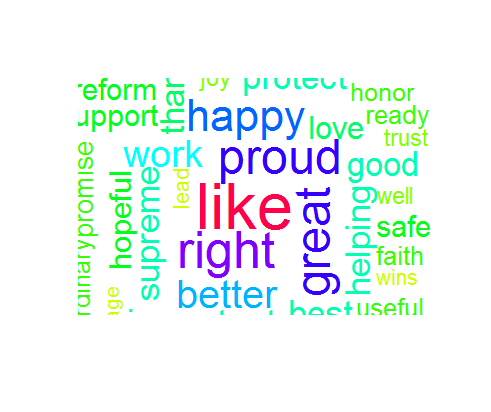 reform
joy
protect
honor
upport
thar
happy
love
ready
trust
work
proud
good
promise
hopeful
supreme
lead
like
great
helping
well
safe
rdinary
right
faith
wins
age
better
best
useful